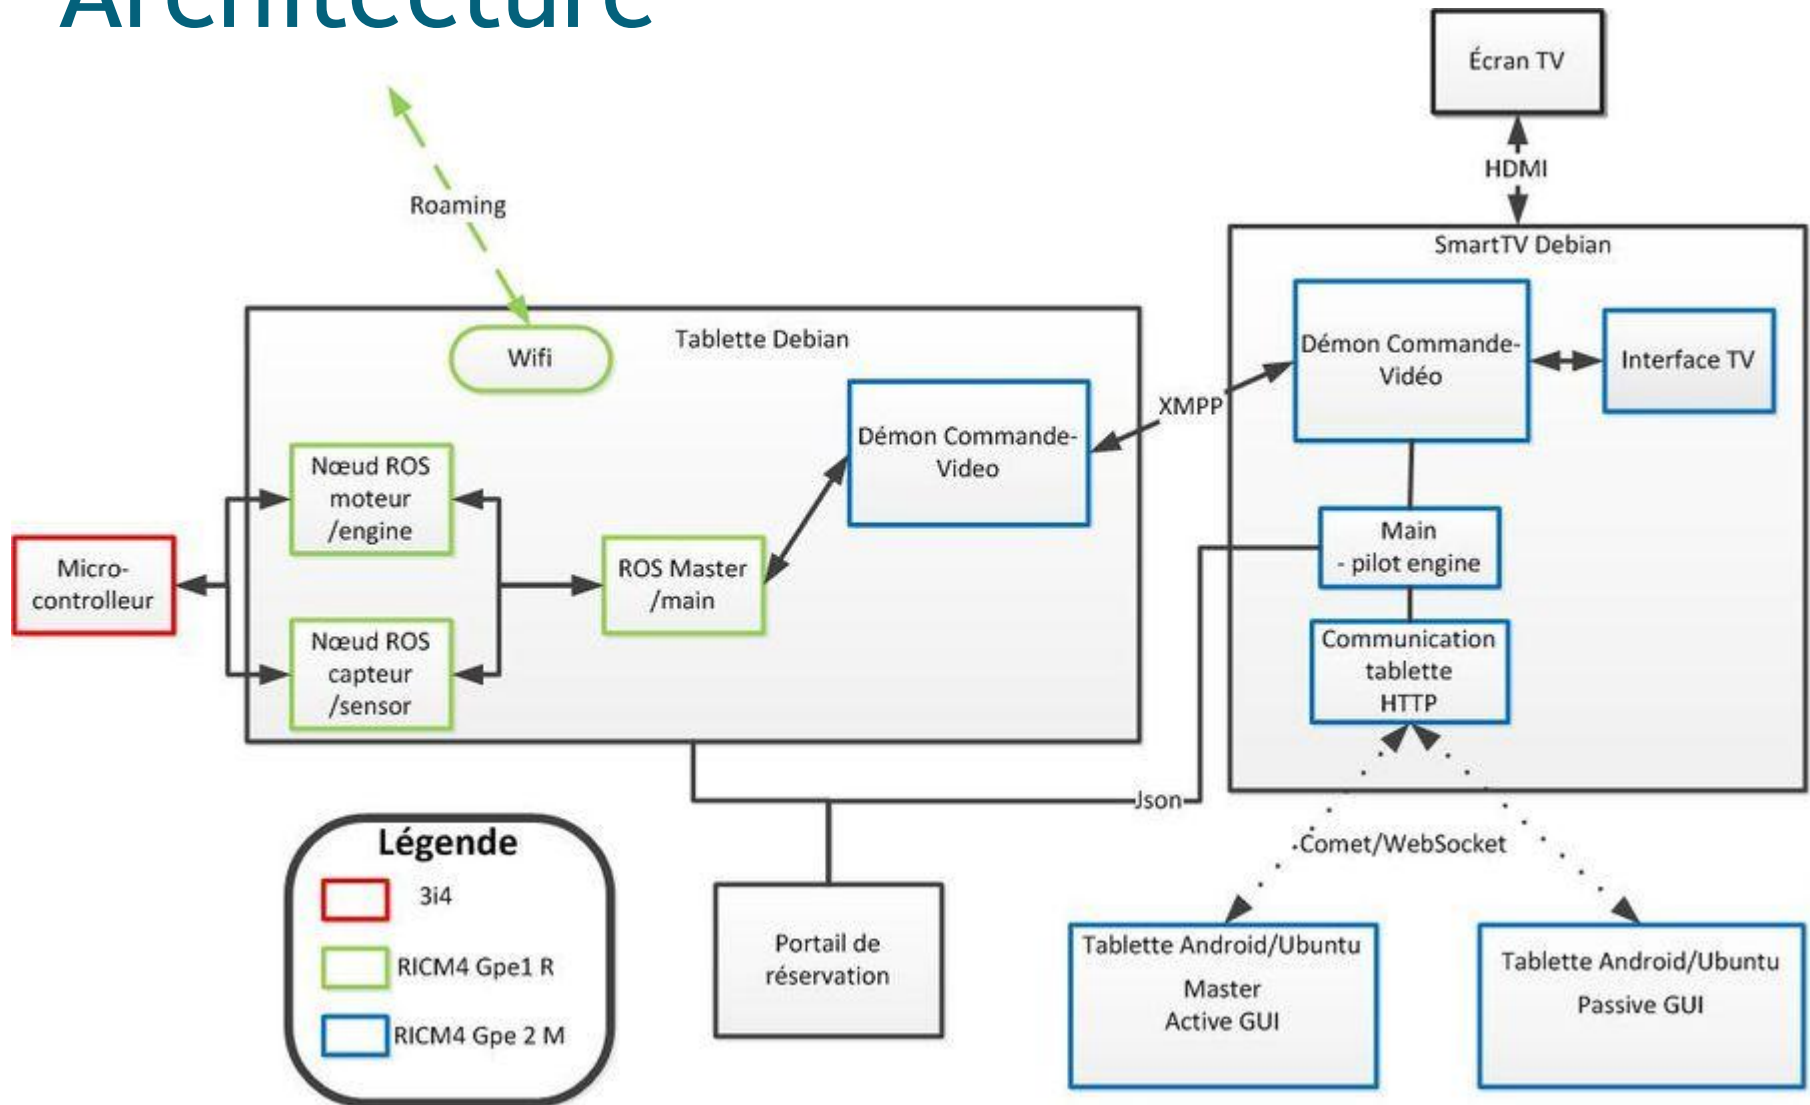 Architecture
Écran TV
HDMI
Roaming
SmartTV Debian
Tablette Debian
Wifi
Démon Commande-
Vidéo
Interface TV
XMPP
Démon Commande-
Video
Nœud ROS
moteur
/engine
Micro-
controlleur
ROS Master
/main
Main
- pilot engine
Nœud ROS
capteur
/sensor
Communication
tablette
HTTP
Json
Comet/WebSocket
Légende
3i4
RICM4 Gpe1 R
RICM4 Gpe 2 M
Portail de
réservation
Tablette Android/Ubuntu
Master
Active GUI
Tablette Android/Ubuntu
Passive GUI